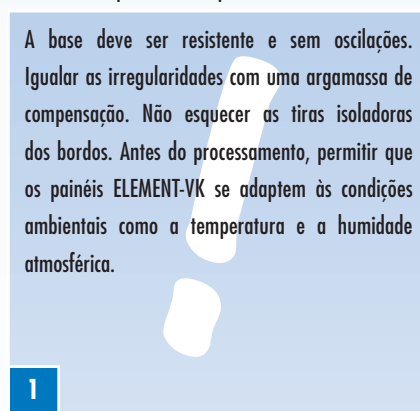 A base deve ser resistente e sem oscilações.
Igualar as irregularidades com uma argamassa de
compensação. Não esquecer as tiras isoladoras
dos bordos. Antes do processamento, permitir que
os painéis ELEMENT-VK se adaptem às condições
ambientais como a temperatura e a humidade
atmosférica.
!
1